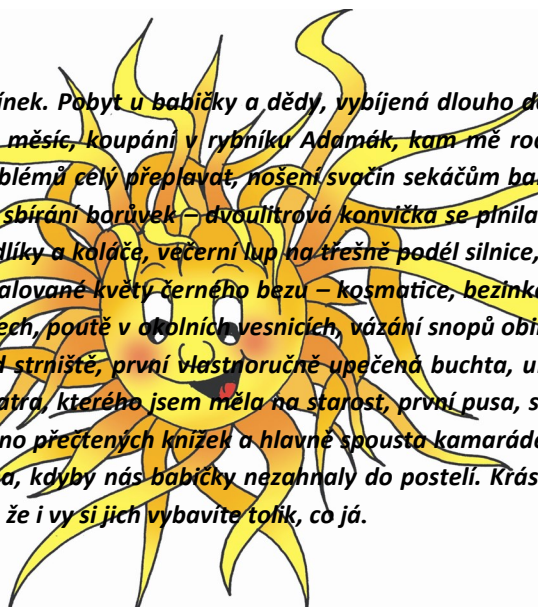 ínek. Pobyt u babičky a dědy, vybíjená dlouho do
měsíc, koupání v rybníku Adamák, kam mě rod
blémů celý přeplavat, nošení svačin sekáčům ba
sbírání borůvek – dvoulitrová konvička se plnila
dlíky a koláče, večerní lup na třešně podél silnice,
alované květy černého bezu – kosmatice, bezinko
ech, poutě v okolních vesnicích, vázání snopů obi
d strniště, první vlastnoručně upečená buchta, u
atra, kterého jsem měla na starost, první pusa, s
no přečtených knížek a hlavně spousta kamarádů
a, kdyby nás babičky nezahnaly do postelí. Krás
že i vy si jich vybavíte tolik, co já.